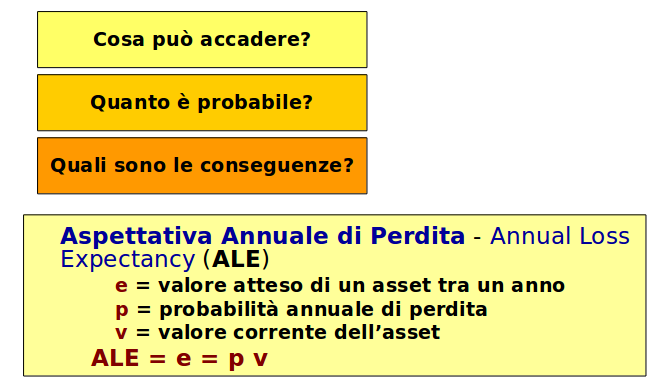 Cosa può accadere?
Quanto è probabile?
Quali sono le conseguenze?
Aspettativa Annuale di Perdita - Annual Loss
Expectancy (ALE)
e = valore atteso di un asset tra un anno
p = probabilità annuale di perdita
v = valore corrente dell’asset
ALE = e = p v